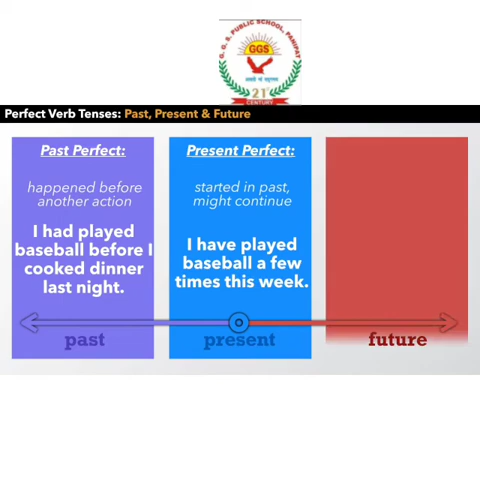 G. G. S. PUBLIC SCHOOL, PANIPAT
GGS
21
CENTURY
Perfect Verb Tenses: Past, Present & Future
Past Perfect:
happened before
another action
I had played
baseball before I
cooked dinner
last night.
past
Present Perfect:
started in past,
might continue
I have played
baseball a few
times this week.
present
future